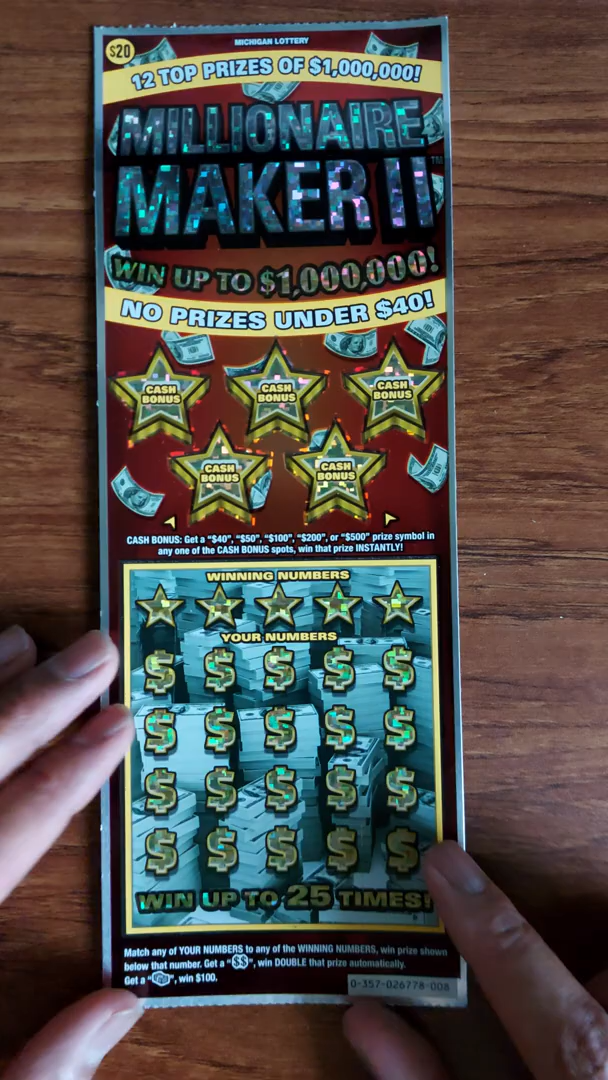 $20
MICHIGAN LOTTERY
12 TOP PRIZES OF $1,000,000!
MILLIONAIRE
MAKER II™
WIN UP TO $1,000,000!
NO PRIZES UNDER $40!
CASH BONUS
CASH BONUS
CASH BONUS
CASH BONUS
CASH BONUS
CASH BONUS: Get a "$40", "$50", "$100", "$200", or "$500" prize symbol in
any one of the CASH BONUS spots, win that prize INSTANTLY!
WINNING NUMBERS
YOUR NUMBERS
$ $ $ $ $
$ $ $ $ $
$ $ $ $ $
$ $ $ $ $
WIN UP TO 25 TIMES!
Match any of YOUR NUMBERS to any of the WINNING NUMBERS, win prize shown
below that number. Get a "$$", win DOUBLE that prize automatically.
Get a " ", win $100.
0-357-026778-008